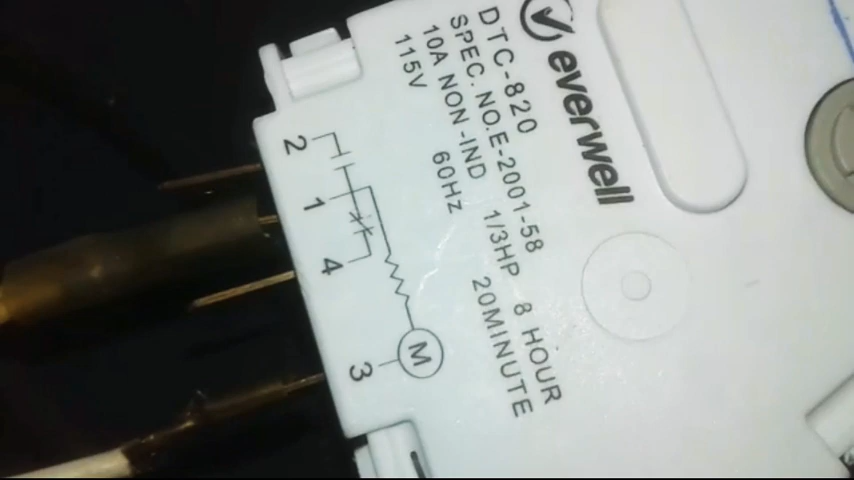 everwell
DTC-820
SPEC. NO.E-2001-58 8 HOUR
10A NON-IND 1/3HP 20MINUTE
115V 60HZ
2
1
4
3
M